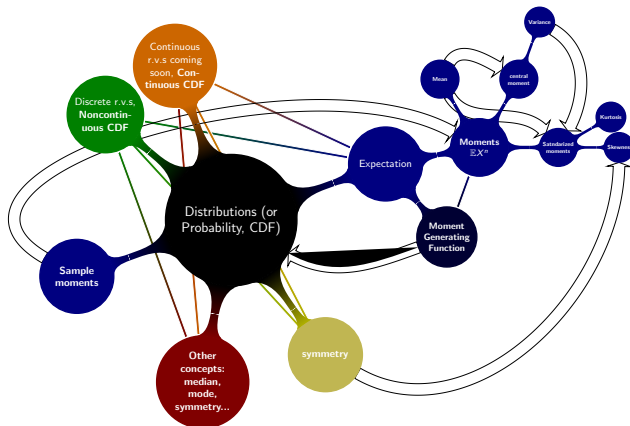 Variance
Continuous
r.v.s coming
soon, Con-
tinuous CDF
Mean
central
moment
Discrete r.v.s,
Noncontin-
uous CDF
Kurtosis
Expectation
Moments
𝔼Xⁿ
Satndarized
moments
Skewness
Distributions (or
Probability, CDF)
Moment
Generating
Function
Sample
moments
symmetry
Other
concepts:
median,
mode,
symmetry...